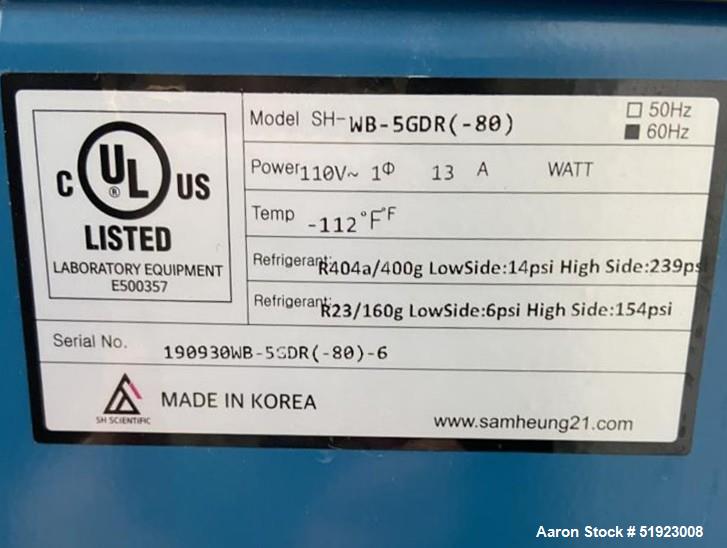 C UL ® US
LISTED
LABORATORY EQUIPMENT
E500357
Model SH-WB-5GDR(-80)
□ 50Hz
■ 60Hz
Power 110V~ 1Φ 13 A WATT
Temp -112°F°F
Refrigerant: R404a/400g LowSide:14psi High Side:239psi
Refrigerant: R23/160g LowSide:6psi High Side:154psi
Serial No. 190930WB-5GDR(-80)-6
SH SCIENTIFIC
MADE IN KOREA
www.samheung21.com
Aaron Stock # 51923008